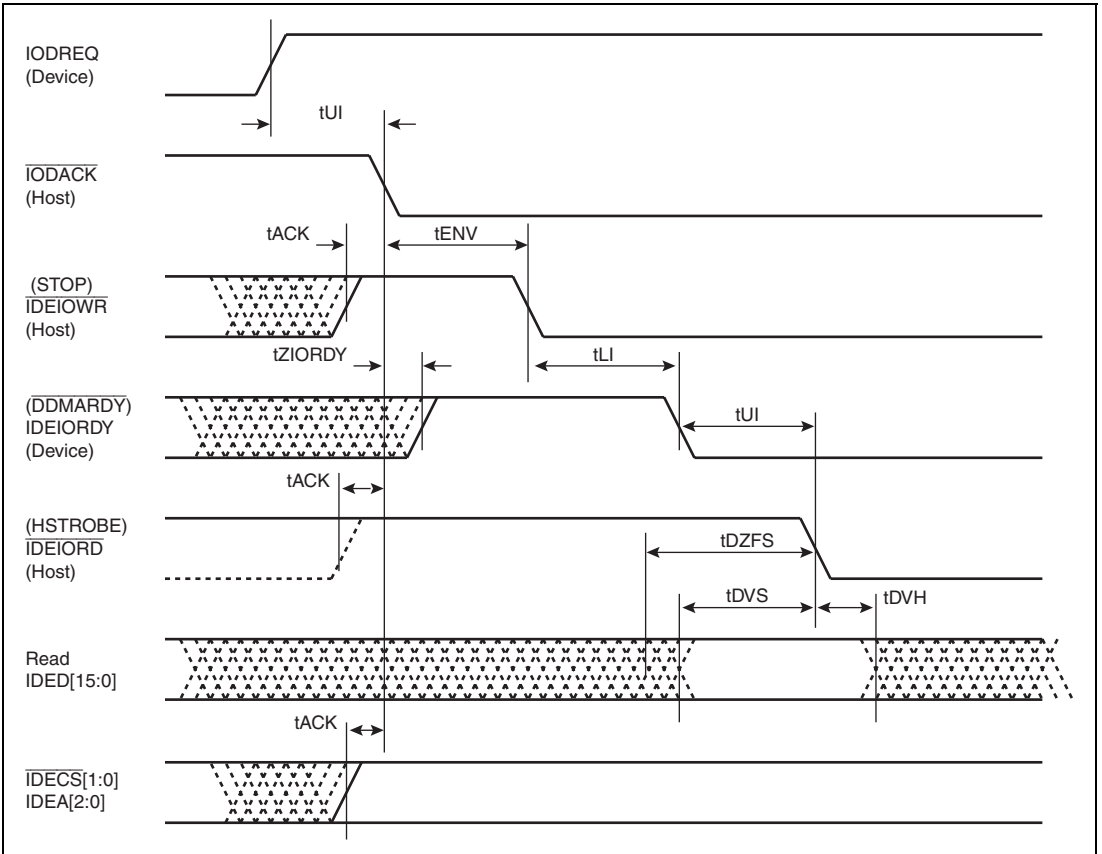 IODREQ
(Device)
tUI
IODACK
(Host)
tACK
tENV
(STOP)
IDEIOWR
(Host)
tZIORDY
tLI
(DDMARDY)
IDEIORDY
(Device)
tUI
tACK
(HSTROBE)
IDEIORD
(Host)
tDZFS
tDVS
tDVH
Read
IDED[15:0]
tACK
IDECS[1:0]
IDEA[2:0]